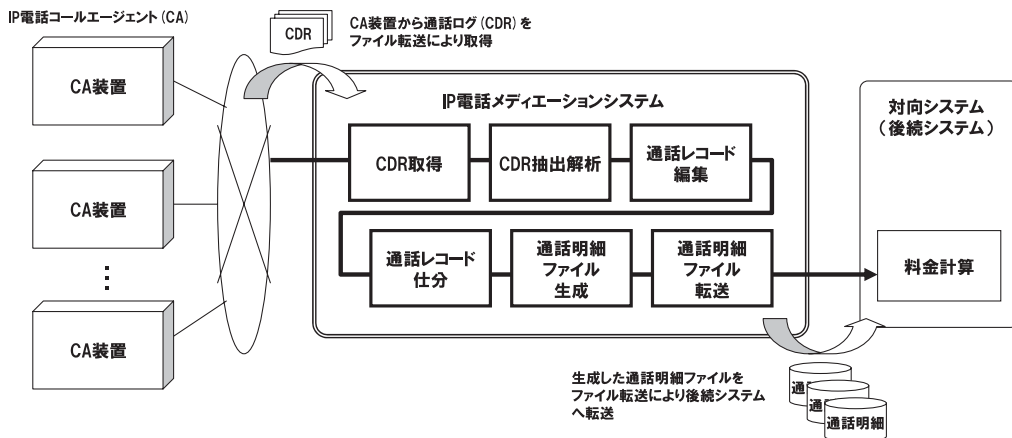 IP電話コールエージェント(CA)
CA装置
CA装置
CA装置
CDR
CA装置から通話ログ(CDR)を
ファイル転送により取得
IP電話メディエーションシステム
CDR取得
CDR抽出解析
通話レコード
編集
通話レコード
仕分
通話明細
ファイル
生成
通話明細
ファイル
転送
対向システム
(後続システム)
料金計算
生成した通話明細ファイルを
ファイル転送により後続システム
へ転送
通
通
通話明細